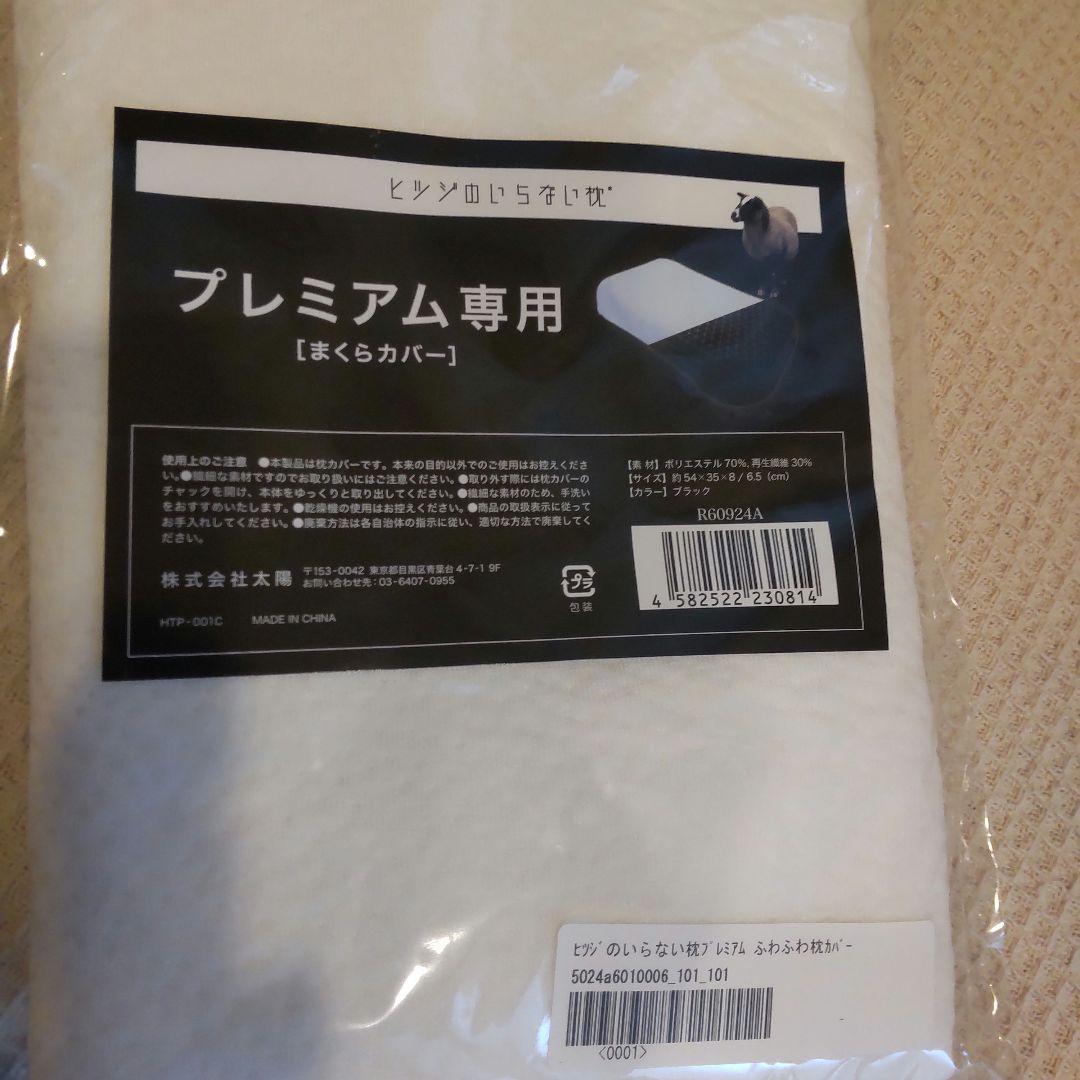 ヒツジのいらない枕®
プレミアム専用
[まくらカバー]
使用上のご注意 ●本製品は枕カバーです。本来の目的以外でのご使用はお控えくださ
い。●繊細な素材ですのでお取り扱いにはご注意ください。●取り外す際には枕カバーの
チャックを開け、本体をゆっくりと取り出してください。●繊細な素材のため、手洗い
をおすすめいたします。●乾燥機の使用はお控えください。●商品の取扱表示に従って
お手入れしてください。●廃棄方法は各自治体の指示に従い、適切な方法で廃棄してく
ださい。
株式会社太陽
〒153-0042 東京都目黒区青葉台4-7-1 9F
お問い合わせ先:03-6407-0955
HTP-001C MADE IN CHINA
プラ
包装
【素 材】ポリエステル70%, 再生繊維30%
【サイズ】約54×35×8 / 6.5(cm)
【カラー】ブラック
R60924A
4 582522 230814
ﾋﾂｼﾞのいらない枕ﾌﾟﾚﾐｱﾑ ふわふわ枕ｶﾊﾞｰ
5024a6010006_101_101
<0001>